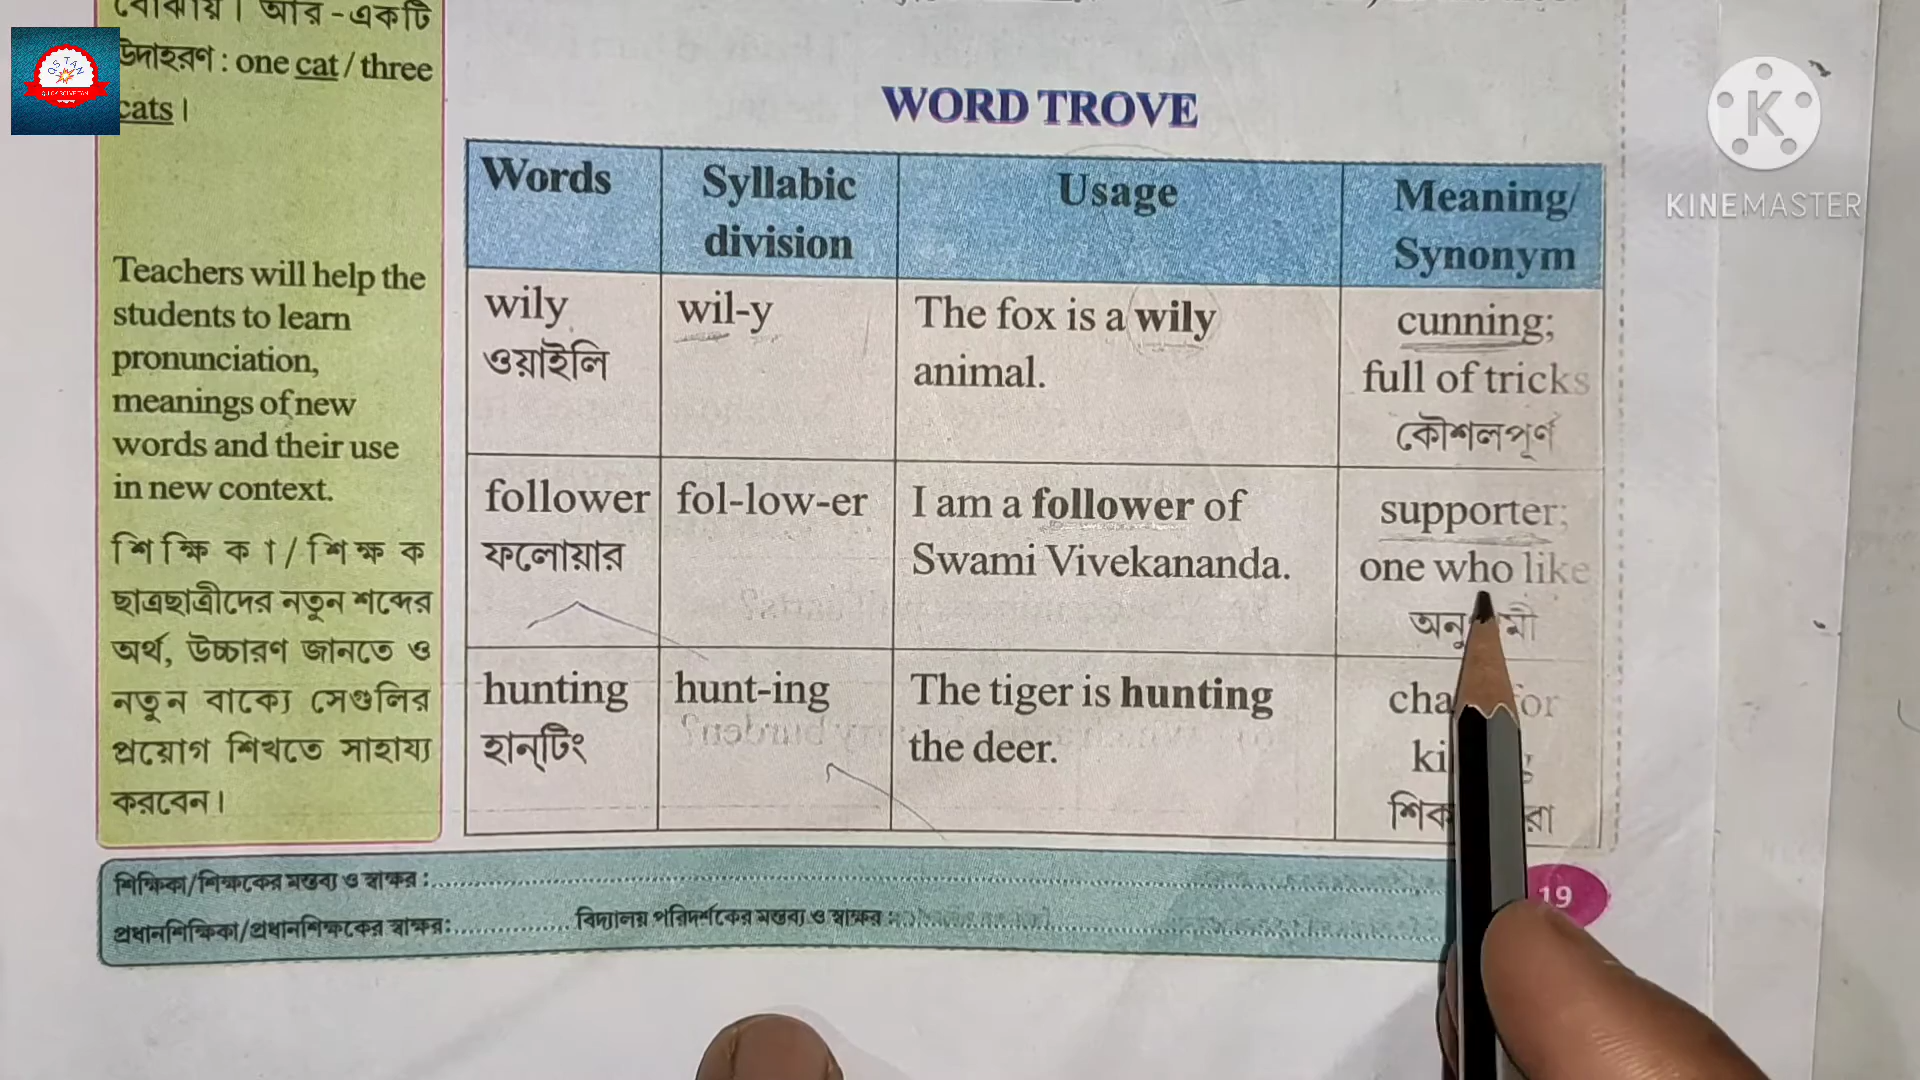 উদাহরণ : one cat / three
cats।
Teachers will help the
students to learn
pronunciation,
meanings of new
words and their use
in new context.
শিক্ষিকা/শিক্ষক
ছাত্রছাত্রীদের নতুন শব্দের
অর্থ, উচ্চারণ জানতে ও
নতুন বাক্যে সেগুলির
প্রয়োগ শিখতে সাহায্য
করবেন।
WORD TROVE
Words
Syllabic
division
Usage
Meaning/
Synonym
wily
ওয়াইলি
wil-y
The fox is a wily
animal.
cunning;
full of tricks
কৌশলপূর্ণ
follower
ফলোয়ার
fol-low-er
I am a follower of
Swami Vivekananda.
supporter;
one who like
hunting
হান্টিং
hunt-ing
The tiger is hunting
the deer.
for
শিক্ষিকা/শিক্ষকের মন্তব্য ও স্বাক্ষর :
প্রধানশিক্ষিকা/প্রধানশিক্ষকের স্বাক্ষর: বিদ্যালয় পরিদর্শকের মন্তব্য ও স্বাক্ষর :
19
KINEMASTER